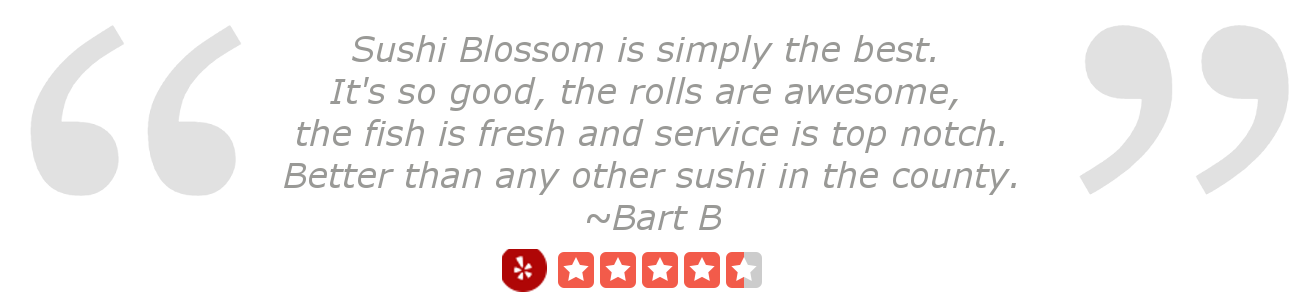 Sushi Blossom is simply the best.
It's so good, the rolls are awesome,
the fish is fresh and service is top notch.
Better than any other sushi in the county.
~Bart B